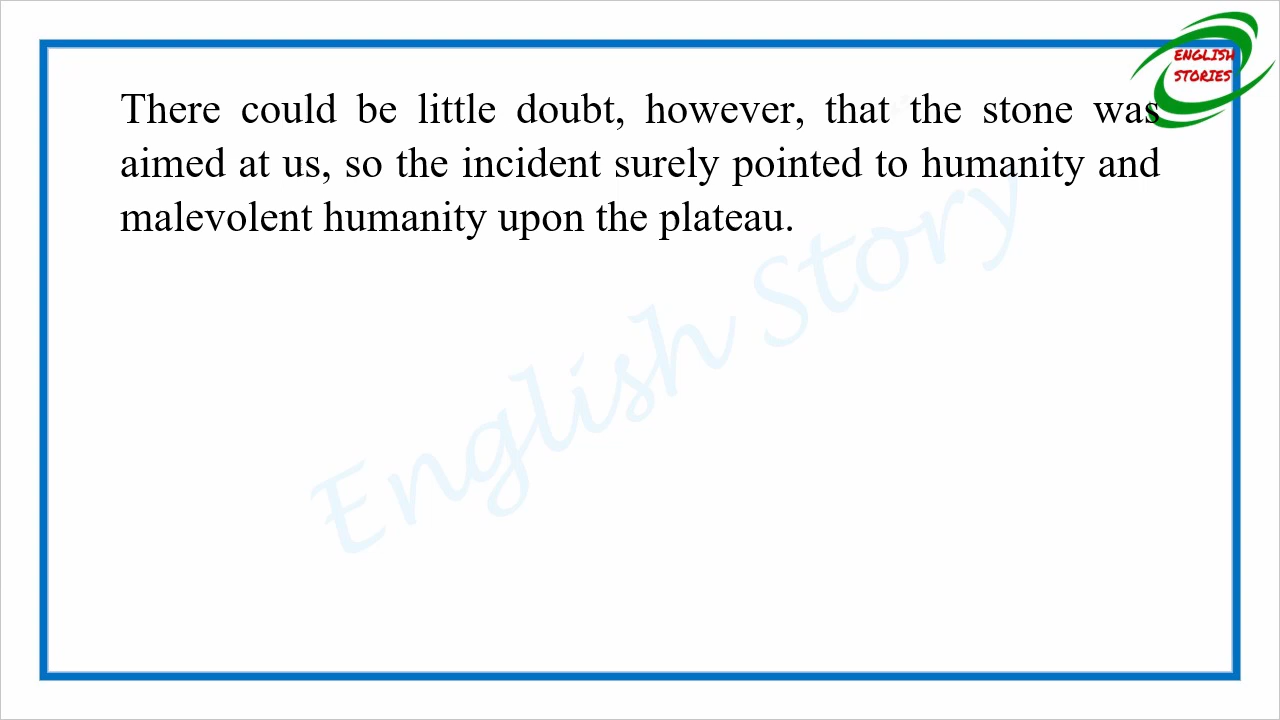 ENGLISH
STORIES
There could be little doubt, however, that the stone was
aimed at us, so the incident surely pointed to humanity and
malevolent humanity upon the plateau.
English Story